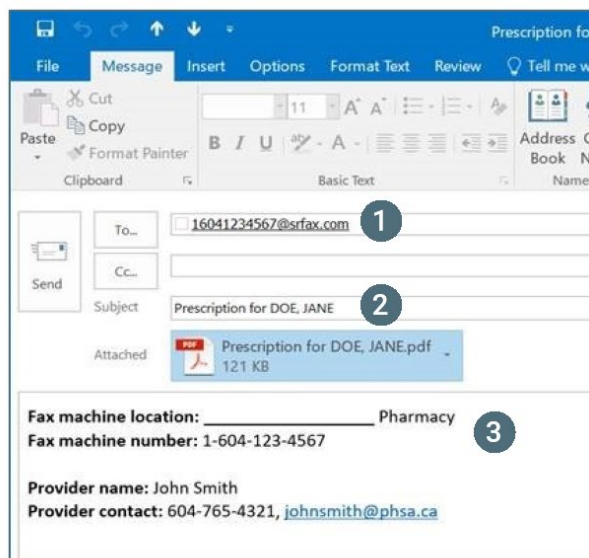 Prescription fo
File Message Insert Options Format Text Review Tell me w
Paste
Cut
Copy
Format Painter
Clipboard
11 A A
B I U aby A
Basic Text
Address
Book
Name
To...
16041234567@srfax.com 1
Cc...
Send
Subject
Prescription for DOE, JANE 2
Attached
PDF
Prescription for DOE, JANE.pdf
121 KB
Fax machine location: ____________________ Pharmacy 3
Fax machine number: 1-604-123-4567
Provider name: John Smith
Provider contact: 604-765-4321, johnsmith@phsa.ca